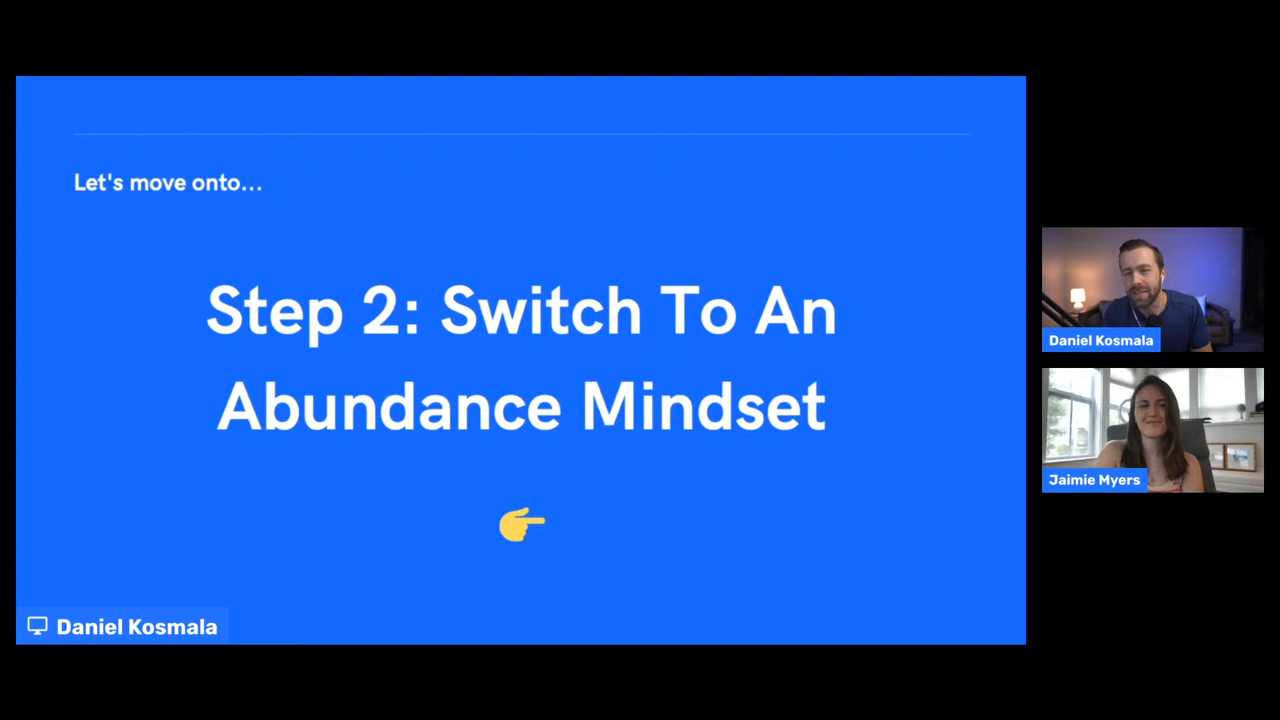 Let's move onto...
Step 2: Switch To An
Abundance Mindset
Daniel Kosmala
Daniel Kosmala
Jaimie Myers